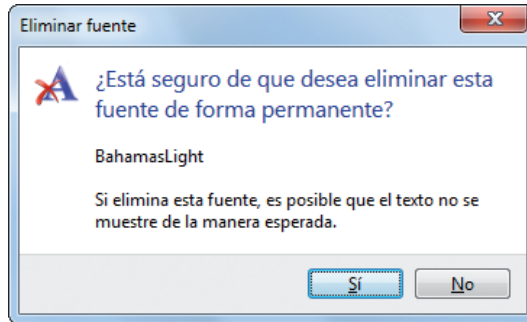 Eliminar fuente
¿Está seguro de que desea eliminar esta
fuente de forma permanente?
BahamasLight
Si elimina esta fuente, es posible que el texto no se
muestre de la manera esperada.
Sí No